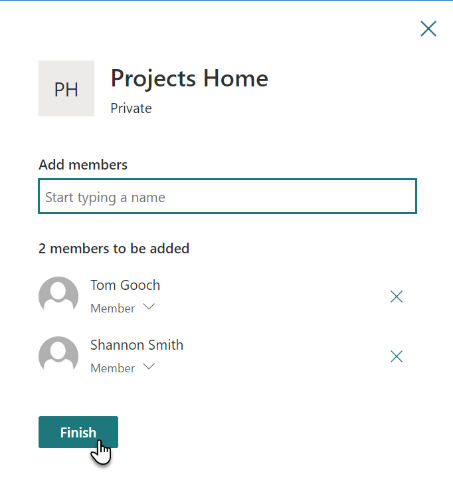 PH
Projects Home
Private
Add members
Start typing a name
2 members to be added
Tom Gooch
Member
Shannon Smith
Member
Finish